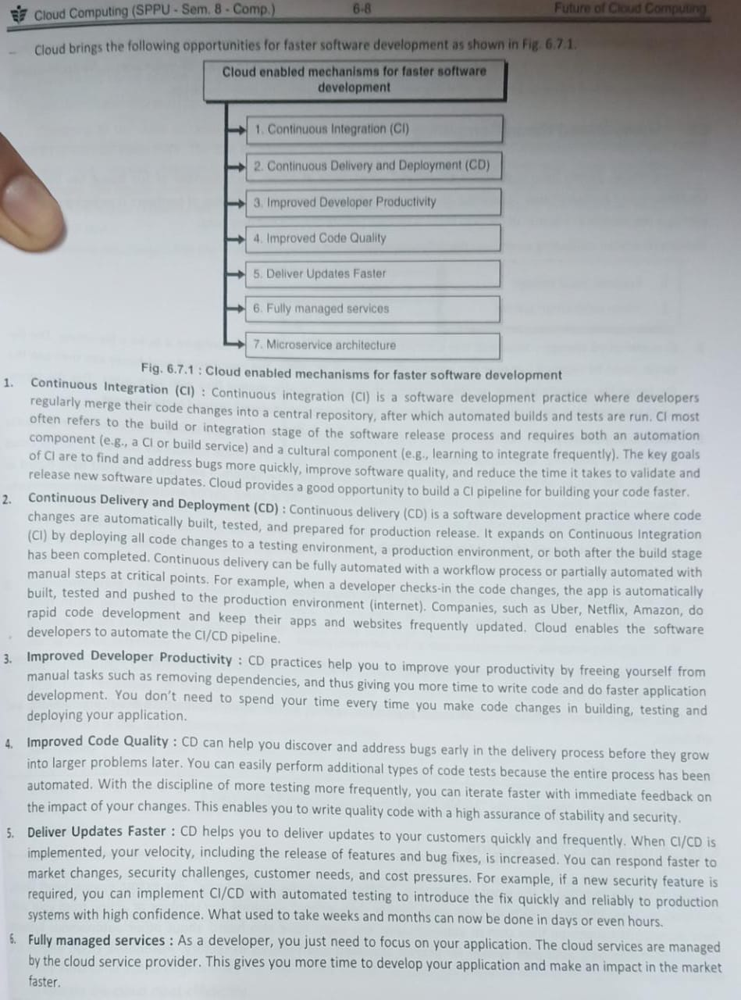 Cloud Computing (SPPU - Sem. 8 - Comp.) 6-8 Future of Cloud Computing
– Cloud brings the following opportunities for faster software development as shown in Fig. 6.7.1.
Cloud enabled mechanisms for faster software
development
1. Continuous Integration (CI)
2. Continuous Delivery and Deployment (CD)
3. Improved Developer Productivity
4. Improved Code Quality
5. Deliver Updates Faster
6. Fully managed services
7. Microservice architecture
Fig. 6.7.1 : Cloud enabled mechanisms for faster software development
1. Continuous Integration (CI) : Continuous integration (CI) is a software development practice where developers
regularly merge their code changes into a central repository, after which automated builds and tests are run. CI most
often refers to the build or integration stage of the software release process and requires both an automation
component (e.g., a CI or build service) and a cultural component (e.g., learning to integrate frequently). The key goals
of CI are to find and address bugs more quickly, improve software quality, and reduce the time it takes to validate and
release new software updates. Cloud provides a good opportunity to build a CI pipeline for building your code faster.
2. Continuous Delivery and Deployment (CD) : Continuous delivery (CD) is a software development practice where code
changes are automatically built, tested, and prepared for production release. It expands on Continuous Integration
(CI) by deploying all code changes to a testing environment, a production environment, or both after the build stage
has been completed. Continuous delivery can be fully automated with a workflow process or partially automated with
manual steps at critical points. For example, when a developer checks-in the code changes, the app is automatically
built, tested and pushed to the production environment (internet). Companies, such as Uber, Netflix, Amazon, do
rapid code development and keep their apps and websites frequently updated. Cloud enables the software
developers to automate the CI/CD pipeline.
3. Improved Developer Productivity : CD practices help you to improve your productivity by freeing yourself from
manual tasks such as removing dependencies, and thus giving you more time to write code and do faster application
development. You don't need to spend your time every time you make code changes in building, testing and
deploying your application.
4. Improved Code Quality : CD can help you discover and address bugs early in the delivery process before they grow
into larger problems later. You can easily perform additional types of code tests because the entire process has been
automated. With the discipline of more testing more frequently, you can iterate faster with immediate feedback on
the impact of your changes. This enables you to write quality code with a high assurance of stability and security.
5. Deliver Updates Faster : CD helps you to deliver updates to your customers quickly and frequently. When CI/CD is
implemented, your velocity, including the release of features and bug fixes, is increased. You can respond faster to
market changes, security challenges, customer needs, and cost pressures. For example, if a new security feature is
required, you can implement CI/CD with automated testing to introduce the fix quickly and reliably to production
systems with high confidence. What used to take weeks and months can now be done in days or even hours.
6. Fully managed services : As a developer, you just need to focus on your application. The cloud services are managed
by the cloud service provider. This gives you more time to develop your application and make an impact in the market
faster.